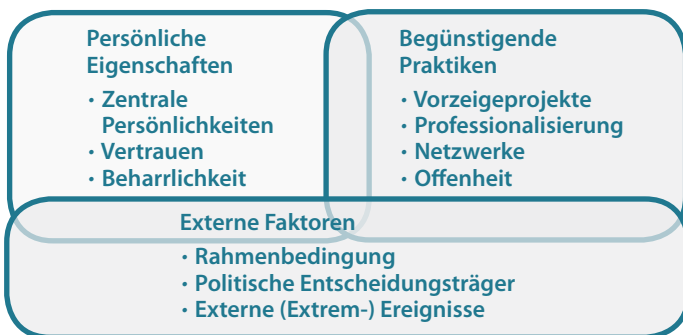 Persönliche
Eigenschaften
· Zentrale
Persönlichkeiten
· Vertrauen
· Beharrlichkeit
Begünstigende
Praktiken
· Vorzeigeprojekte
· Professionalisierung
· Netzwerke
· Offenheit
Externe Faktoren
· Rahmenbedingung
· Politische Entscheidungsträger
· Externe (Extrem-) Ereignisse